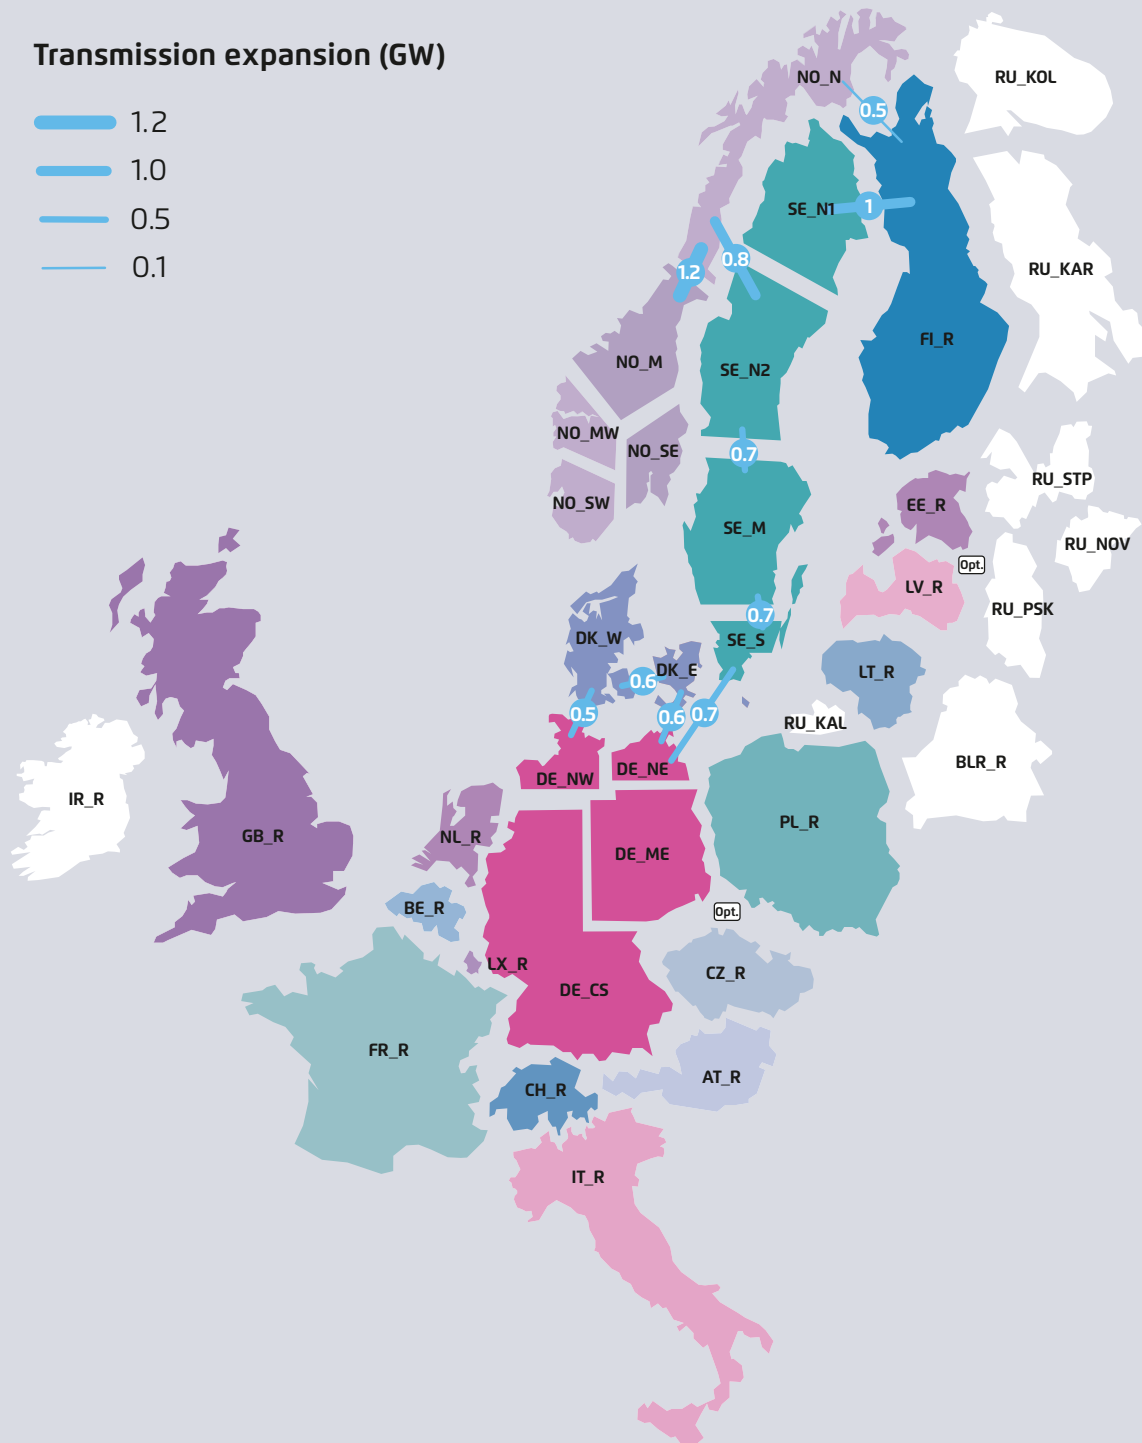 Transmission expansion (GW)
1.2
1.0
0.5
0.1
NO_N
RU_KOL
0.5
SE_N1
1
RU_KAR
0.8
1.2
FI_R
NO_M
SE_N2
NO_MW
NO_SE
0.7
RU_STP
NO_SW
EE_R
SE_M
RU_NOV
Opt.
LV_R
RU_PSK
0.7
DK_W
SE_S
DK_E
LT_R
0.6
0.5
0.6
0.7
RU_KAL
BLR_R
DE_NE
DE_NW
IR_R
PL_R
GB_R
NL_R
DE_ME
BE_R
Opt.
LX_R
CZ_R
DE_CS
FR_R
AT_R
CH_R
IT_R